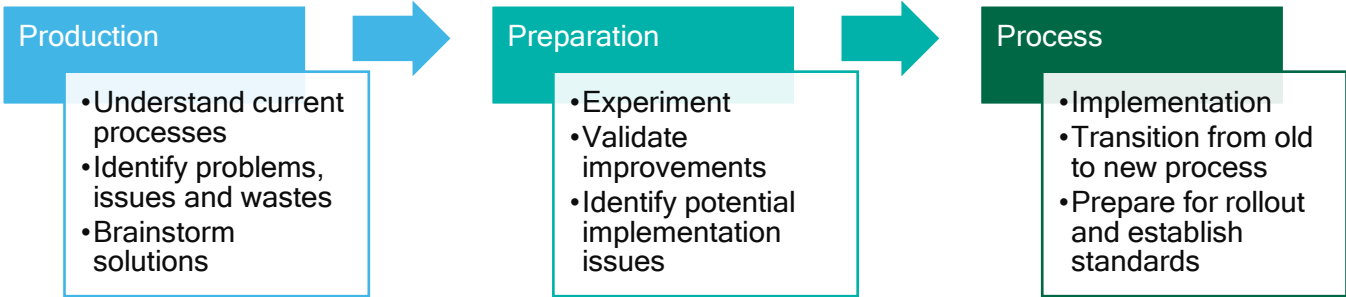 Production
•Understand current
processes
•Identify problems,
issues and wastes
•Brainstorm
solutions
Preparation
•Experiment
•Validate
improvements
•Identify potential
implementation
issues
Process
•Implementation
•Transition from old
to new process
•Prepare for rollout
and establish
standards